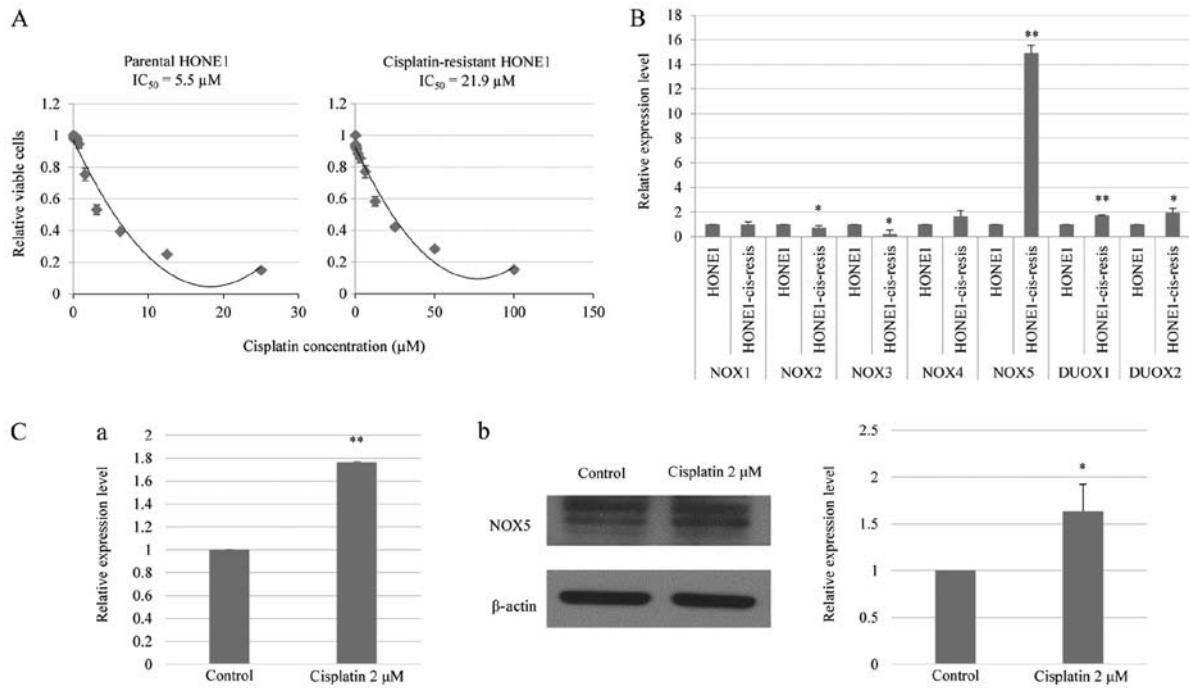 A
Parental HONE1
IC50 = 5.5 µM
Cisplatin-resistant HONE1
IC50 = 21.9 µM
Relative viable cells
1.2
1
0.8
0.6
0.4
0.2
0
0
10
20
30
1.2
1
0.8
0.6
0.4
0.2
0
0
50
100
150
Cisplatin concentration (µM)
B
Relative expression level
18
16
14
12
10
8
6
4
2
0
*
*
**
**
*
HONE1
HONE1-cis-resis
HONE1
HONE1-cis-resis
HONE1
HONE1-cis-resis
HONE1
HONE1-cis-resis
HONE1
HONE1-cis-resis
HONE1
HONE1-cis-resis
HONE1
HONE1-cis-resis
NOX1 NOX2 NOX3 NOX4 NOX5 DUOX1 DUOX2
C
a
Relative expression level
2
1.8
1.6
1.4
1.2
1
0.8
0.6
0.4
0.2
0
**
Control Cisplatin 2 µM
b
Control Cisplatin 2 µM
NOX5
β-actin
Relative expression level
2.5
2
1.5
1
0.5
0
*
Control Cisplatin 2 µM